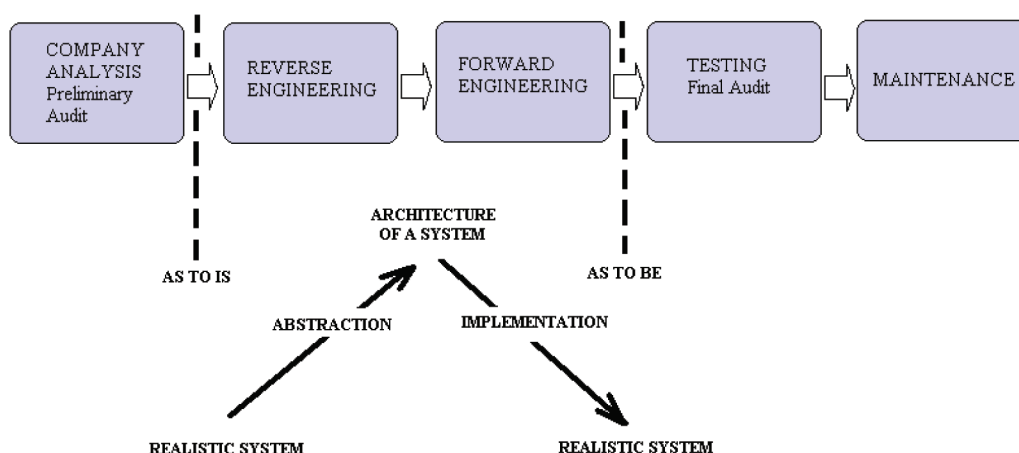 COMPANY
ANALYSIS
Preliminary
Audit
REVERSE
ENGINEERING
FORWARD
ENGINEERING
TESTING
Final Audit
MAINTENANCE
ARCHITECTURE
OF A SYSTEM
AS TO IS
AS TO BE
ABSTRACTION
IMPLEMENTATION
REALISTIC SYSTEM
REALISTIC SYSTEM